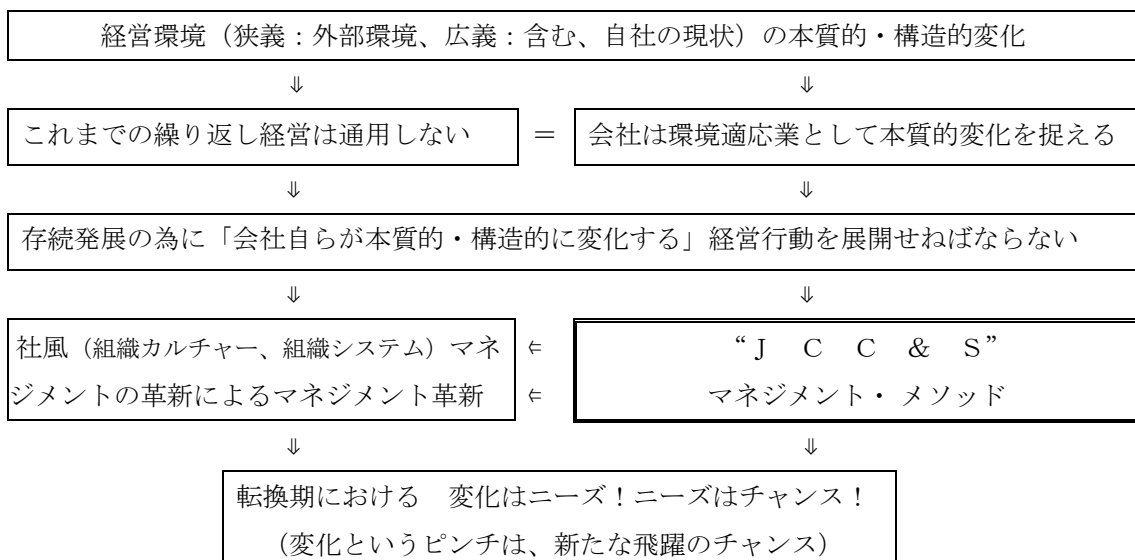 経営環境(狭義:外部環境、広義:含む、自社の現状)の本質的・構造的変化
⇓ ⇓
これまでの繰り返し経営は通用しない = 会社は環境適応業として本質的変化を捉える
⇓ ⇓
存続発展の為に「会社自らが本質的・構造的に変化する」経営行動を展開せねばならない
⇓ ⇓
社風(組織カルチャー、組織システム)マネ ⇐ “J C C & S”
ジメントの革新によるマネジメント革新 ⇐ マネジメント・メソッド
⇓ ⇓
転換期における 変化はニーズ!ニーズはチャンス!
(変化というピンチは、新たな飛躍のチャンス)